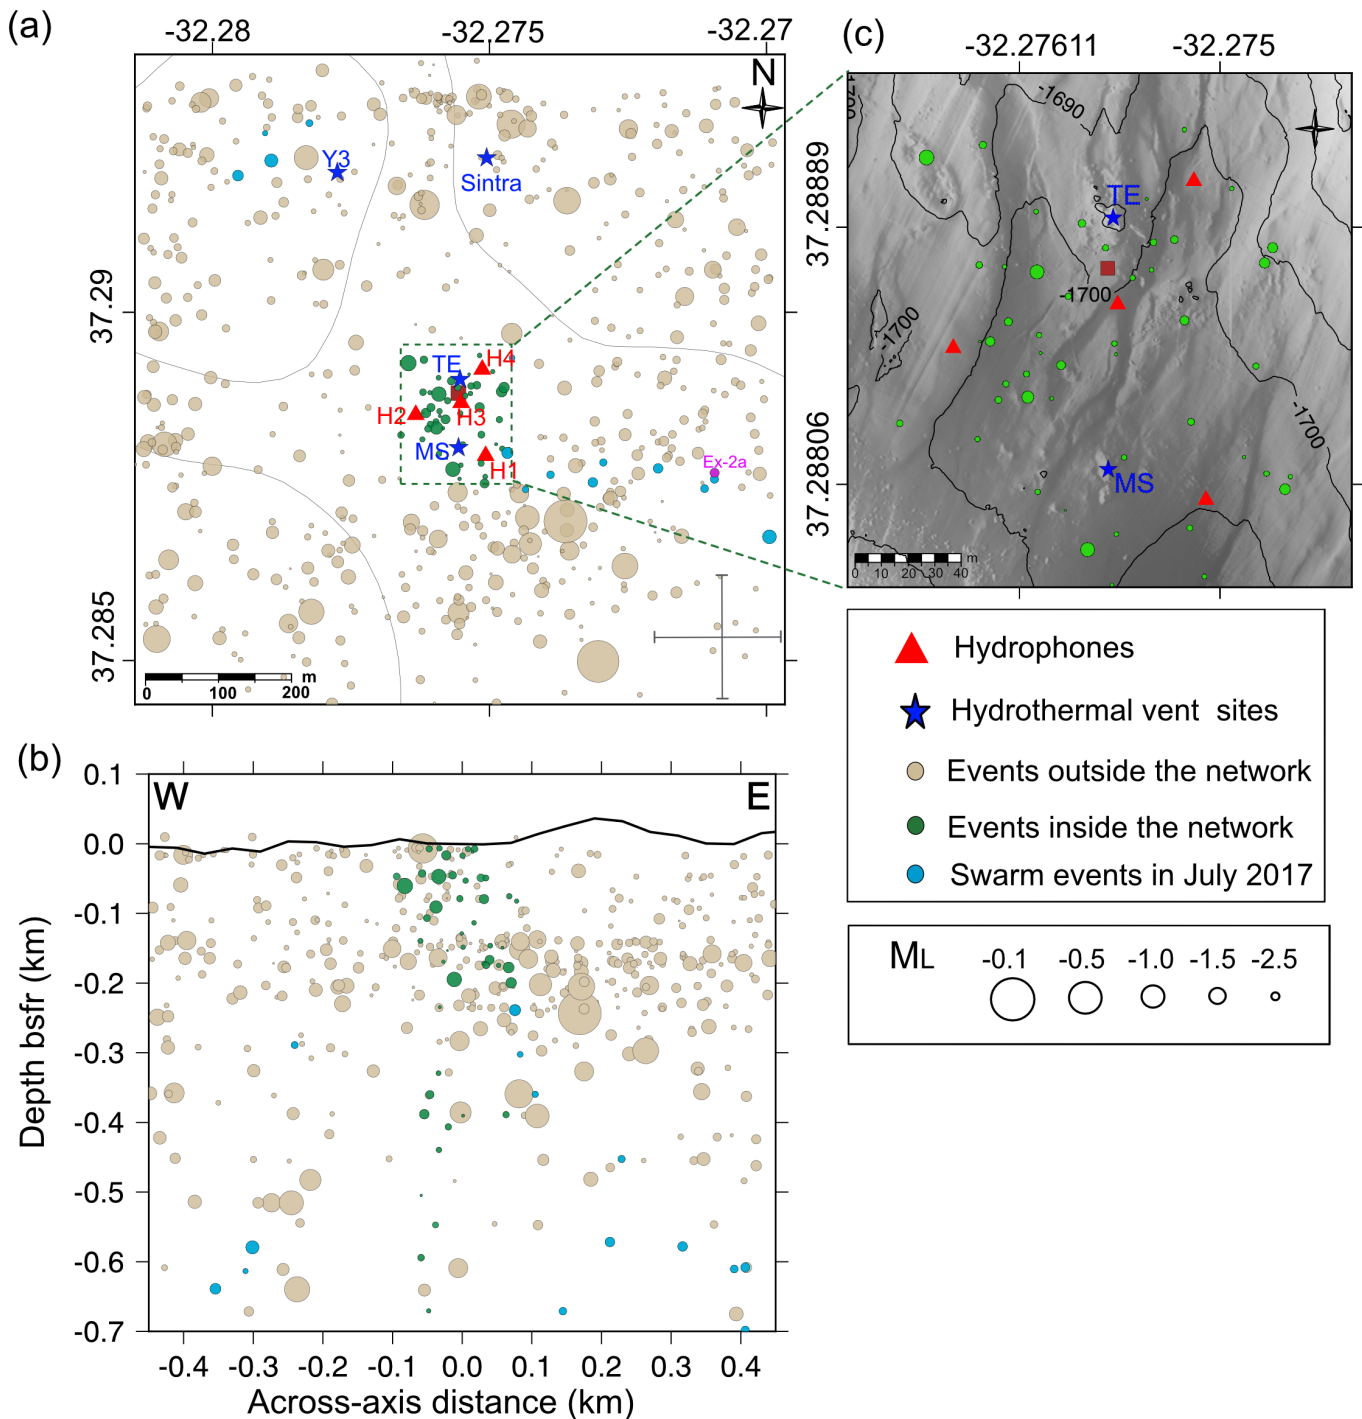 (a)
-32.28
-32.275
-32.27
N
37.29
37.285
Y3
Sintra
TE
H4
H2
H3
MS
H1
Ex-2a
m
0
100
200
(c)
-32.27611
-32.275
37.28889
37.28806
-1690
TE
-1700
-1700
-1700
MS
m
0 10 20 30 40
Hydrophones
Hydrothermal vent sites
Events outside the network
Events inside the network
Swarm events in July 2017
ML
-0.1 -0.5 -1.0 -1.5 -2.5
(b)
W
E
0.1
0.0
-0.1
-0.2
-0.3
-0.4
-0.5
-0.6
-0.7
Depth bsfr (km)
-0.4 -0.3 -0.2 -0.1 0.0 0.1 0.2 0.3 0.4
Across-axis distance (km)